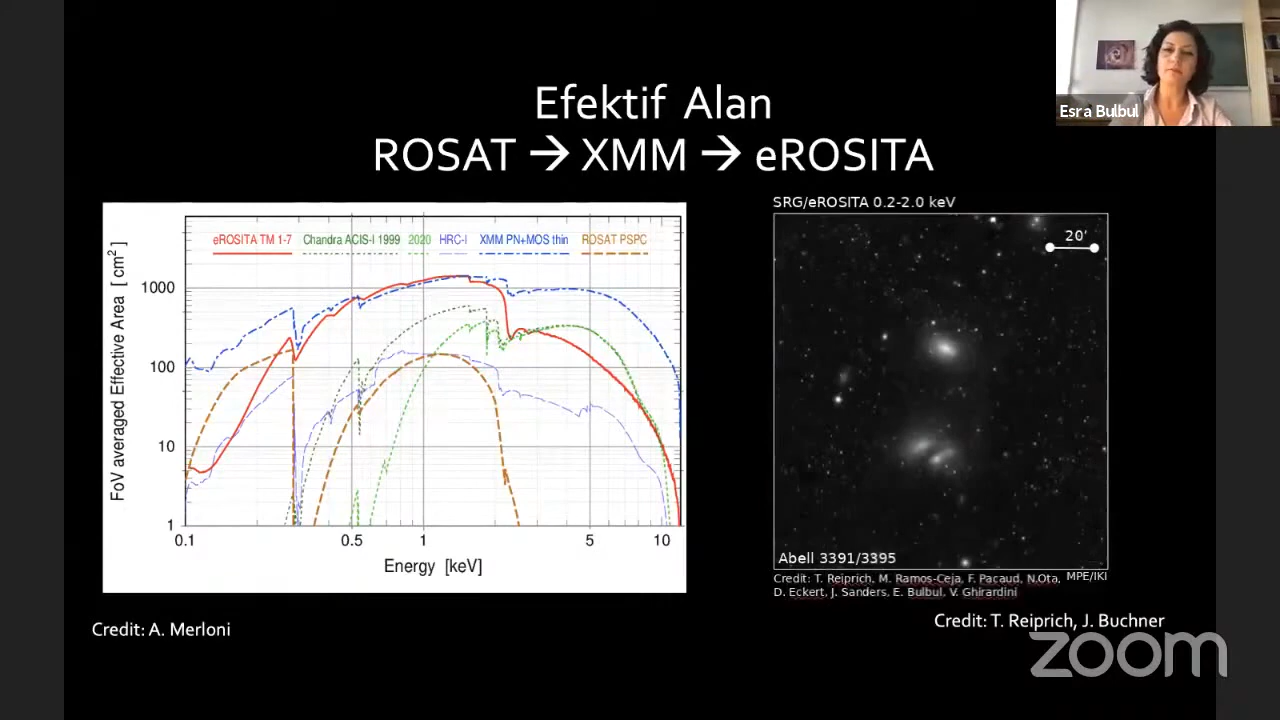 Esra Bulbul
Efektif Alan
ROSAT → XMM → eROSITA
eROSITA TM 1-7 Chandra ACIS-I 1999 2020 HRC-I XMM PN+MOS thin ROSAT PSPC
FoV averaged Effective Area [ cm² ]
1000
100
10
1
0.1 0.5 1 5 10
Energy [keV]
Credit: A. Merloni
SRG/eROSITA 0.2-2.0 keV
20'
Abell 3391/3395
Credit: T. Reiprich, M. Ramos-Ceja, F. Pacaud, N.Ota, MPE/IKI
D. Eckert, J. Sanders, E. Bulbul, V. Ghirardini
Credit: T. Reiprich, J. Buchner
zoom